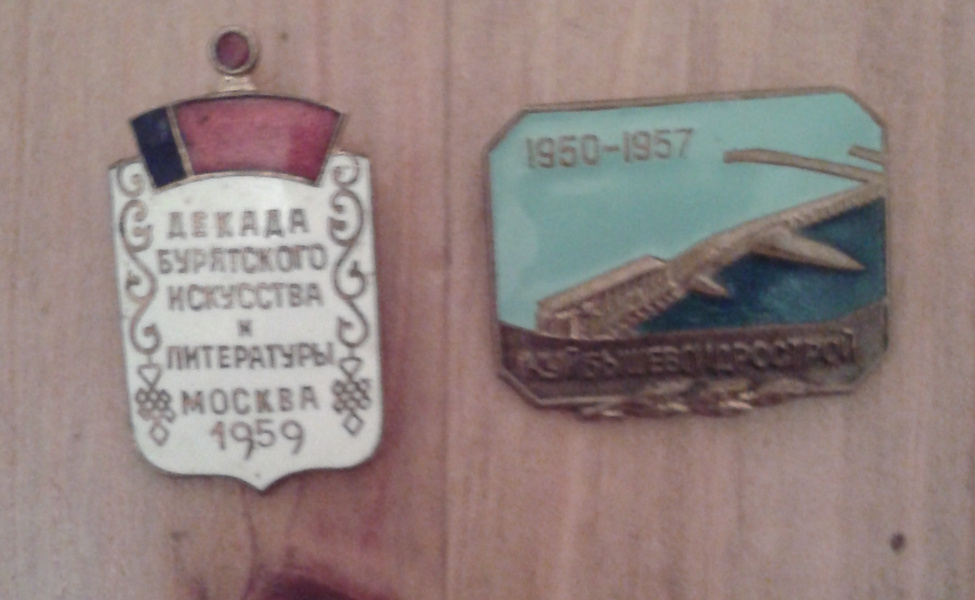 ДЕКАДА
БУРЯТСКОГО
ИСКУССТВА
И
ЛИТЕРАТУРЫ
МОСКВА
1959
1950-1957
КУЙБЫШЕВГИДРОСТРОЙ